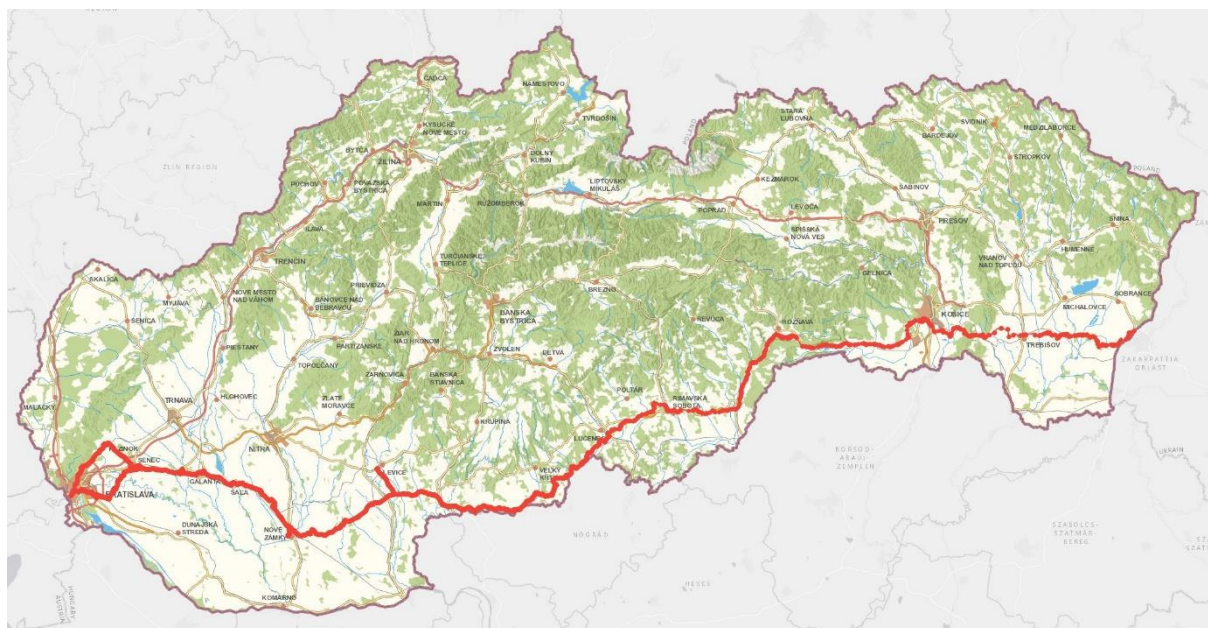 ČADCA
NÁMESTOVO
TVRDOŠÍN
KYSUCKÉ
NOVÉ MESTO
BYTČA
ŽILINA
DOLNÝ
KUBÍN
STARÁ
ĽUBOVŇA
BARDEJOV
SVIDNÍK
MEDZILABORCE
STROPKOV
POLAND
POLAND
ZLÍN REGION
PÚCHOV
POVAŽSKÁ
BYSTRICA
MARTIN
RUŽOMBEROK
LIPTOVSKÝ
MIKULÁŠ
KEŽMAROK
POPRAD
LEVOČA
SABINOV
PREŠOV
SPIŠSKÁ
NOVÁ VES
SNINA
HUMENNÉ
VRANOV
NAD TOPĽOU
ILAVA
TRENČÍN
TURČIANSKE
TEPLICE
PRIEVIDZA
GELNICA
MICHALOVCE
SOBRANCE
SKALICA
MYJAVA
NOVÉ MESTO
NAD VÁHOM
BÁNOVCE NAD
BEBRAVOU
BREZNO
BANSKÁ
BYSTRICA
REVÚCA
ROŽŇAVA
KOŠICE
TREBIŠOV
SENICA
PIEŠŤANY
PARTIZÁNSKE
TOPOĽČANY
ŽIAR
NAD HRONOM
ZVOLEN
DETVA
ŽARNOVICA
BANSKÁ
ŠTIAVNICA
ZAKARPATTIA
OBLAST
MALACKY
TRNAVA
HLOHOVEC
ZLATÉ
MORAVCE
KRUPINA
POLTÁR
RIMAVSKÁ
SOBOTA
LUČENEC
NITRA
PEZINOK
SENEC
GALANTA
ŠAĽA
LEVICE
VEĽKÝ
BRATISLAVA
DUNAJSKÁ
STREDA
NOVÉ
ZÁMKY
KOMÁRNO
BORSOD-
ABAÚJ-
ZEMPLÉN
UKRAIN
NÓGRÁD
HEVES
SZABOLCS-
SZATMÁR-
BEREG
HUNGARY
AUSTRIA